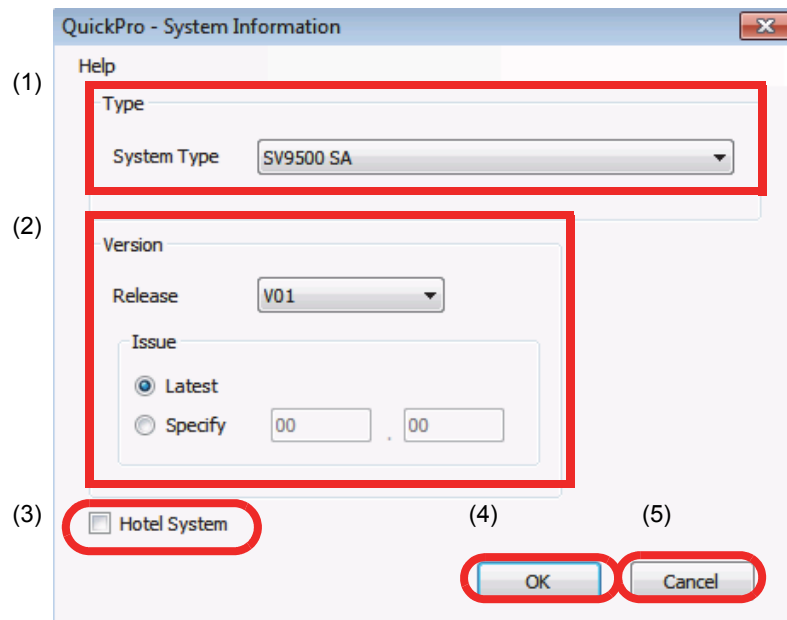 QuickPro - System Information
Help
(1)
Type
System Type SV9500 SA
(2)
Version
Release V01
Issue
Latest
Specify 00 . 00
(3) Hotel System (4) (5)
OK Cancel